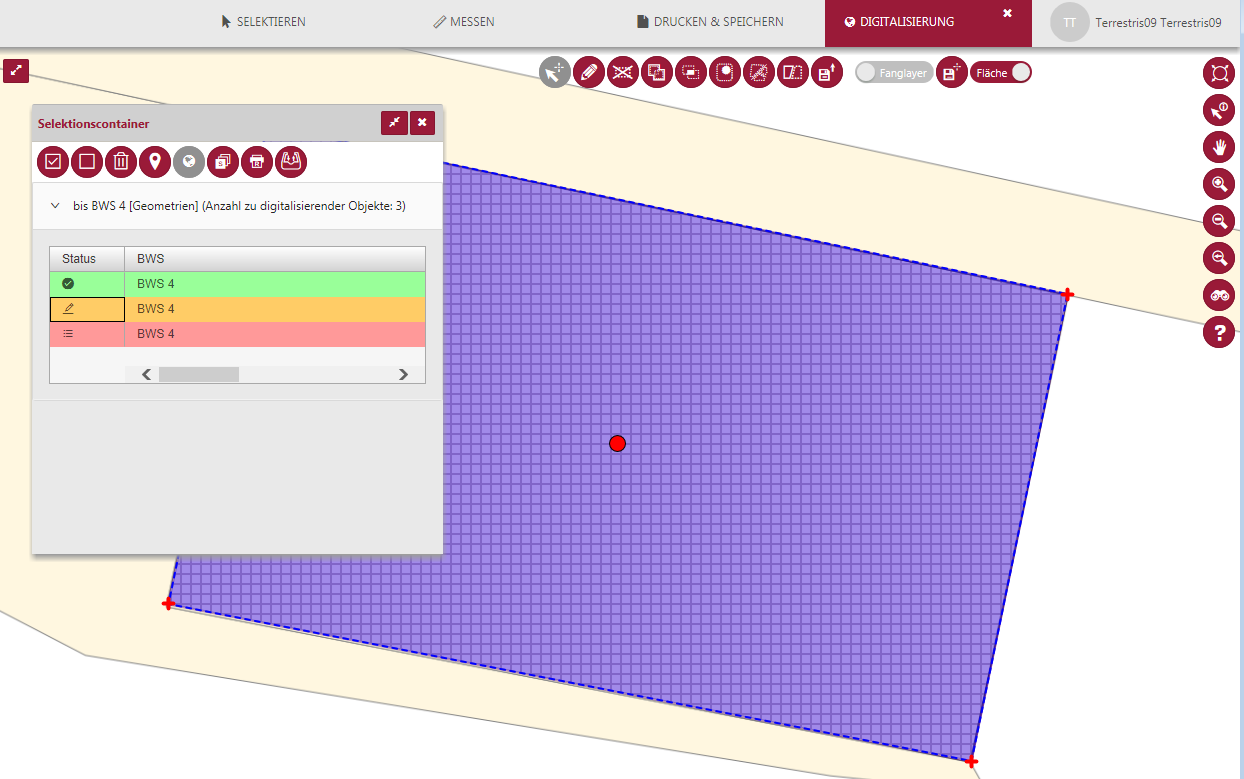 SELEKTIEREN
MESSEN
DRUCKEN & SPEICHERN
DIGITALISIERUNG
TT
Terrestris09 Terrestris09
Fanglayer
Fläche
Selektionscontainer
S
R
bis BWS 4 [Geometrien] (Anzahl zu digitalisierender Objekte: 3)
Status BWS
BWS 4
BWS 4
BWS 4
?